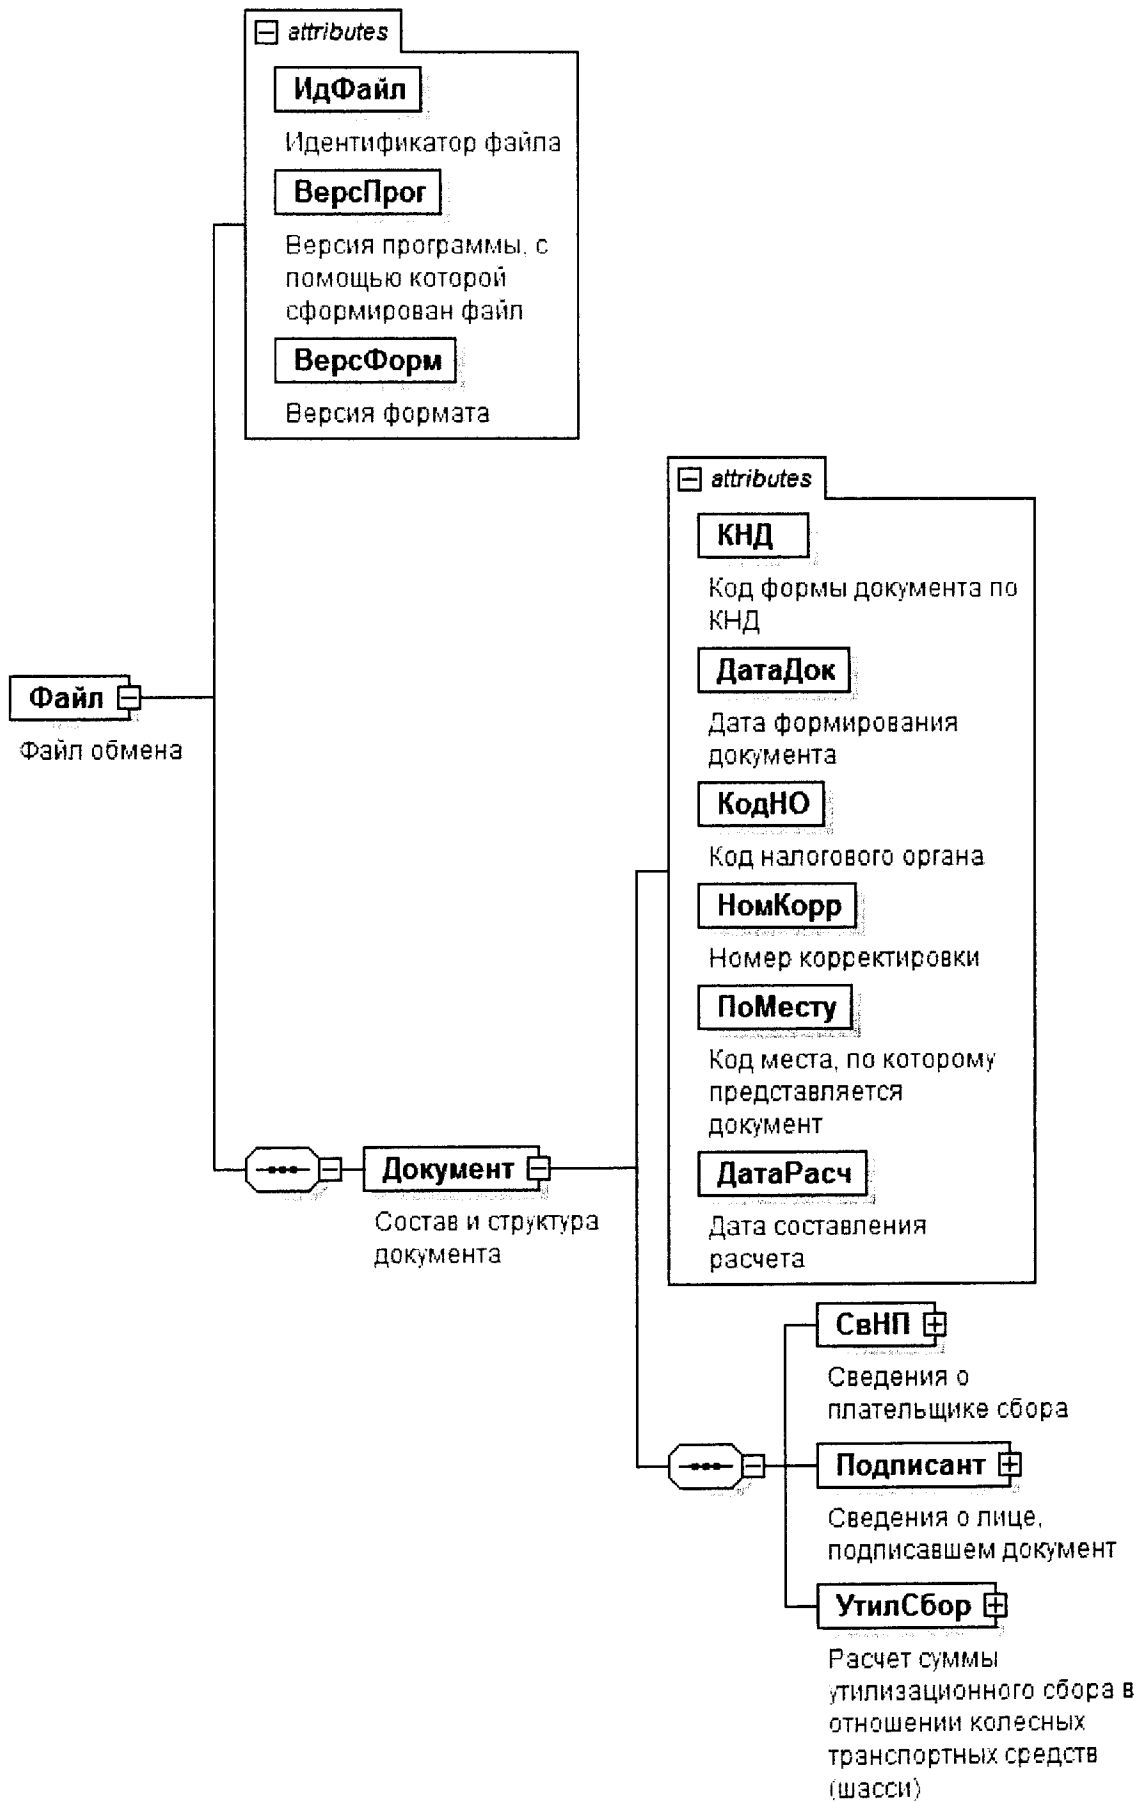 attributes
ИдФайл
Идентификатор файла
ВерсПрог
Версия программы, с
помощью которой
сформирован файл
ВерсФорм
Версия формата
attributes
КНД
Код формы документа по
КНД
ДатаДок
Дата формирования
документа
КодНО
Код налогового органа
НомКорр
Номер корректировки
ПоМесту
Код места, по которому
представляется
документ
ДатаРасч
Дата составления
расчета
Файл
Файл обмена
Документ
Состав и структура
документа
СвНП
Сведения о
плательщике сбора
Подписант
Сведения о лице,
подписавшем документ
УтилСбор
Расчет суммы
утилизационного сбора в
отношении колесных
транспортных средств
(шасси)